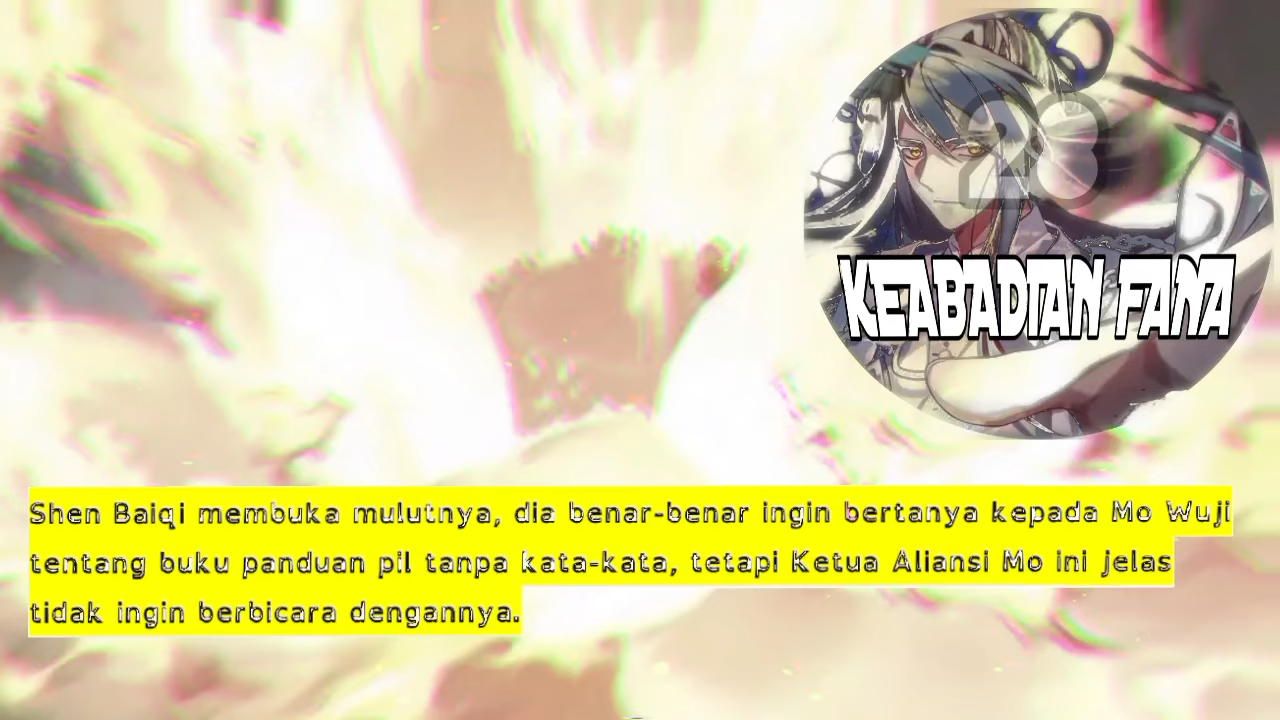 28
KEABADIAN FANA
Shen Baiqi membuka mulutnya, dia benar-benar ingin bertanya kepada Mo Wuji
tentang buku panduan pil tanpa kata-kata, tetapi Ketua Aliansi Mo ini jelas
tidak ingin berbicara dengannya.